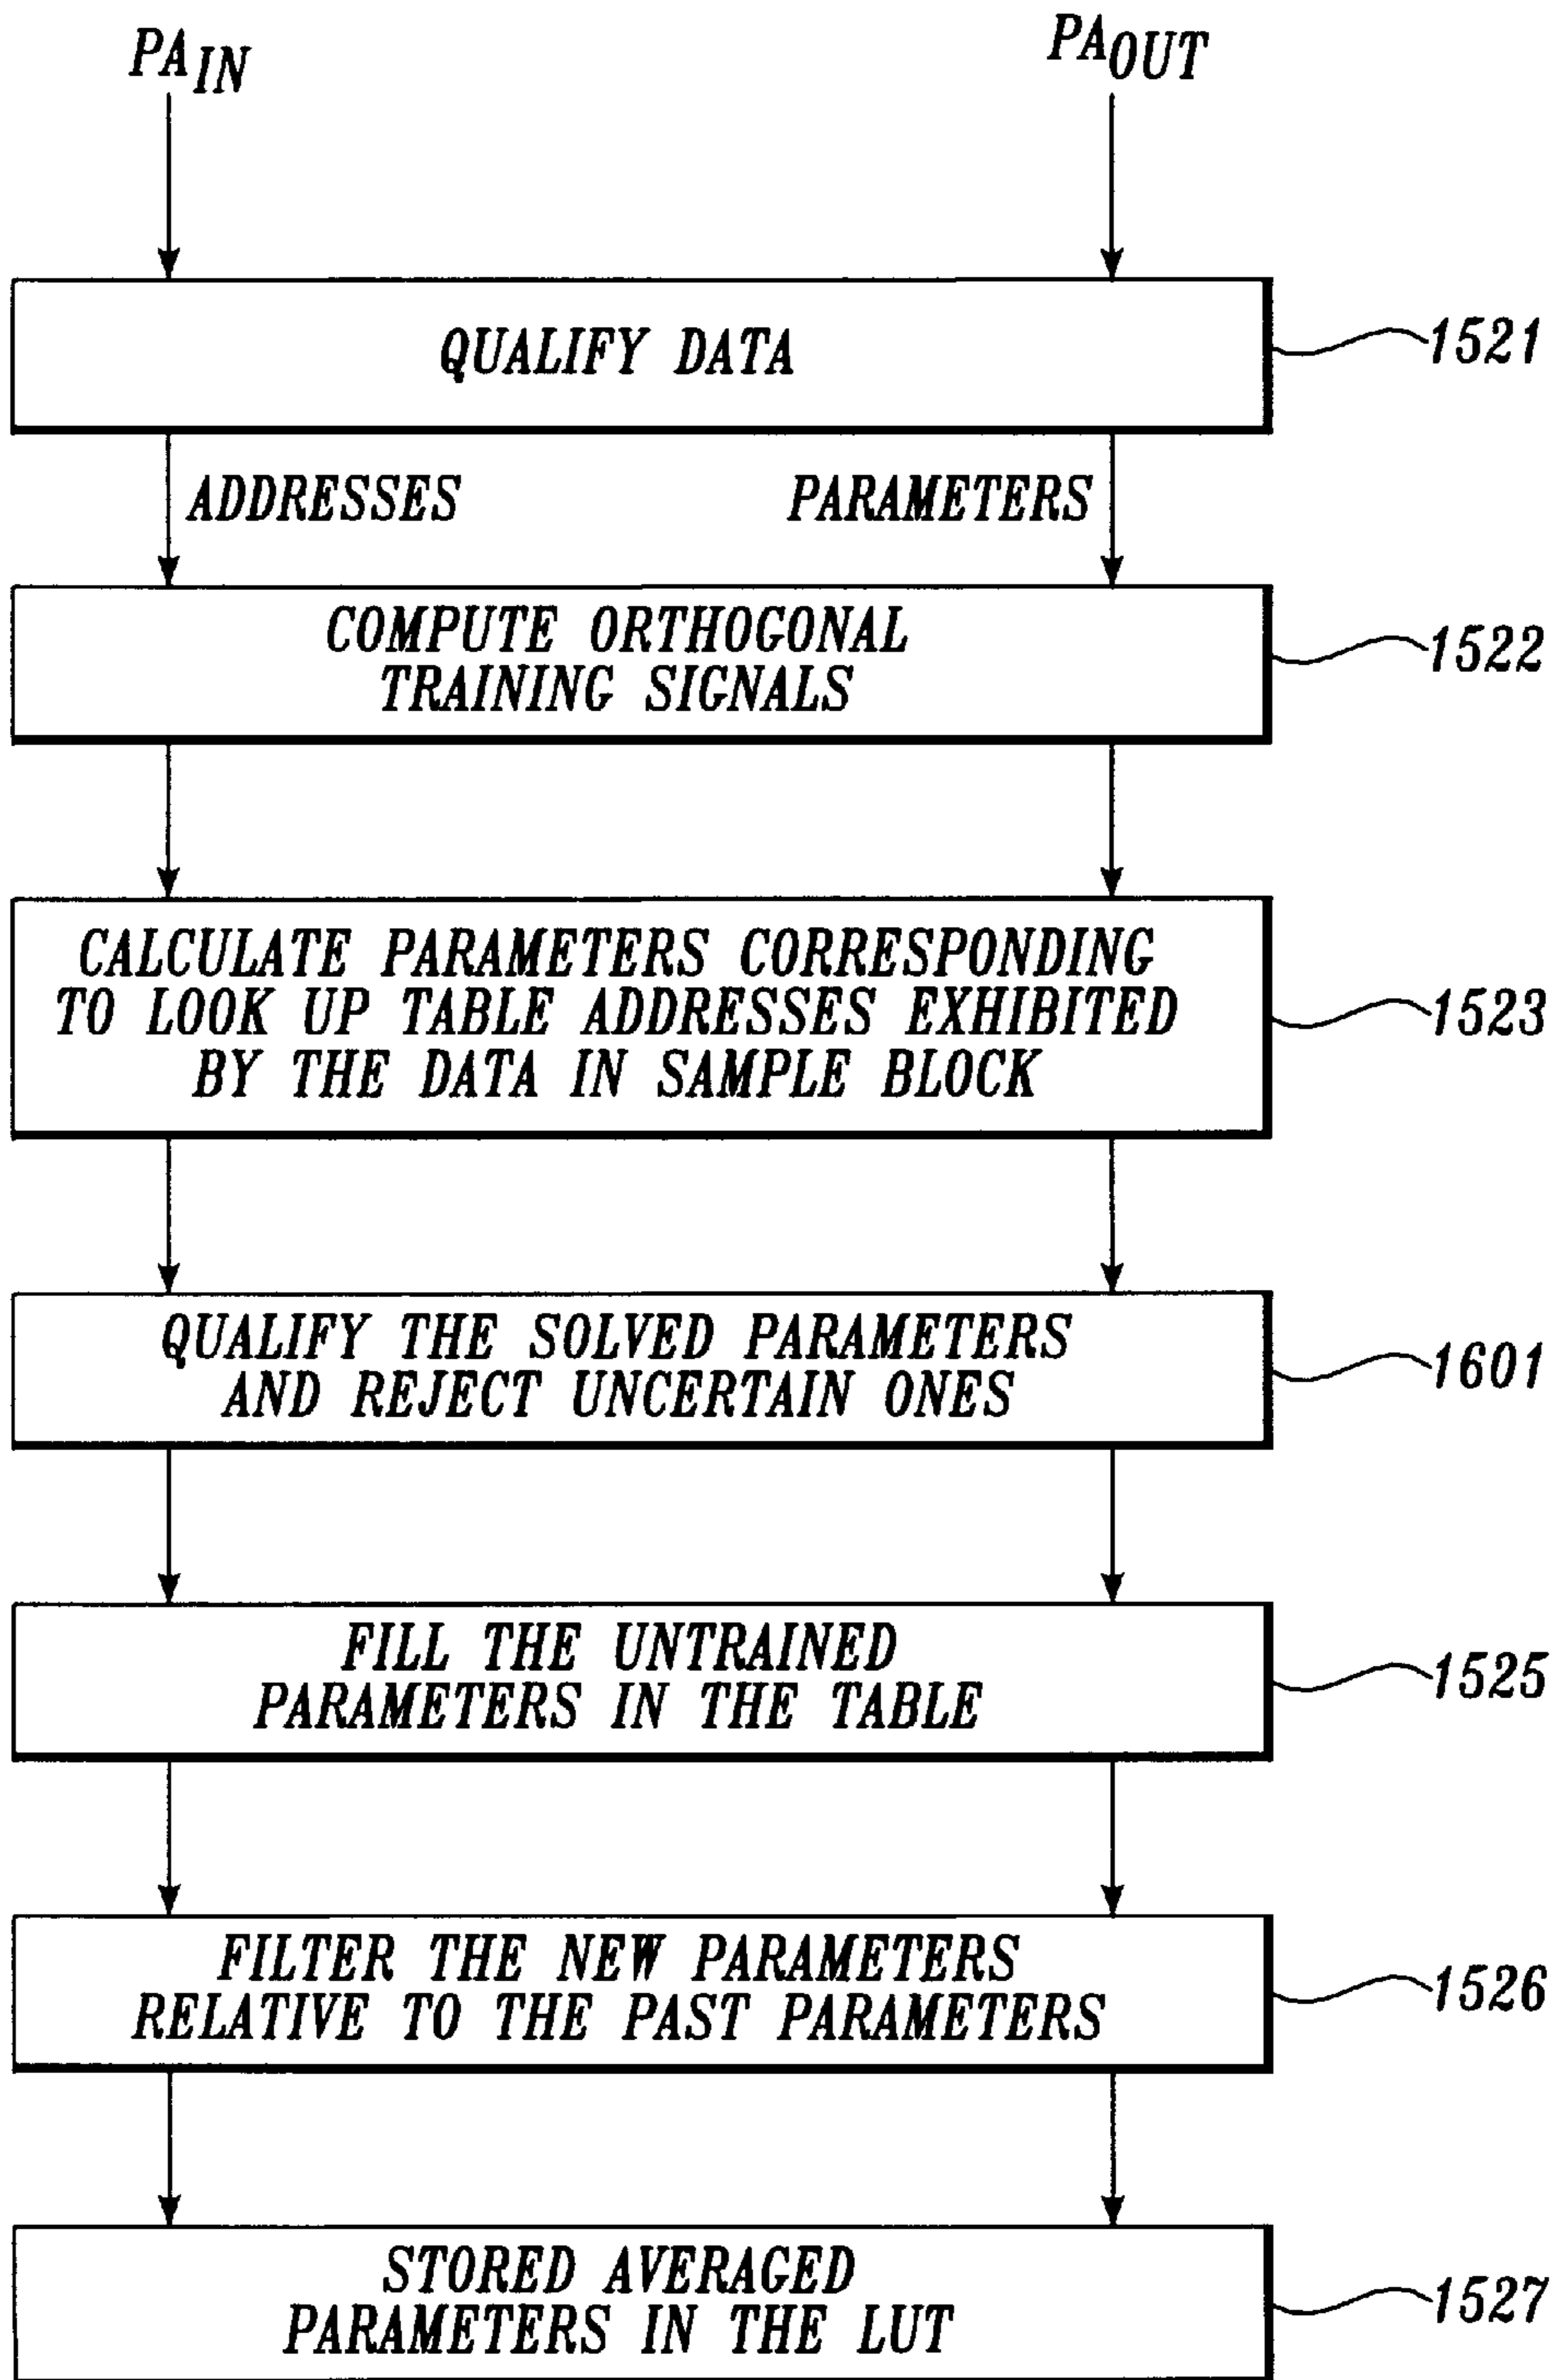 PAIN
PAOUT
QUALIFY DATA
1521
ADDRESSES
PARAMETERS
COMPUTE ORTHOGONAL
TRAINING SIGNALS
1522
CALCULATE PARAMETERS CORRESPONDING
TO LOOK UP TABLE ADDRESSES EXHIBITED
BY THE DATA IN SAMPLE BLOCK
1523
QUALIFY THE SOLVED PARAMETERS
AND REJECT UNCERTAIN ONES
1601
FILL THE UNTRAINED
PARAMETERS IN THE TABLE
1525
FILTER THE NEW PARAMETERS
RELATIVE TO THE PAST PARAMETERS
1526
STORED AVERAGED
PARAMETERS IN THE LUT
1527